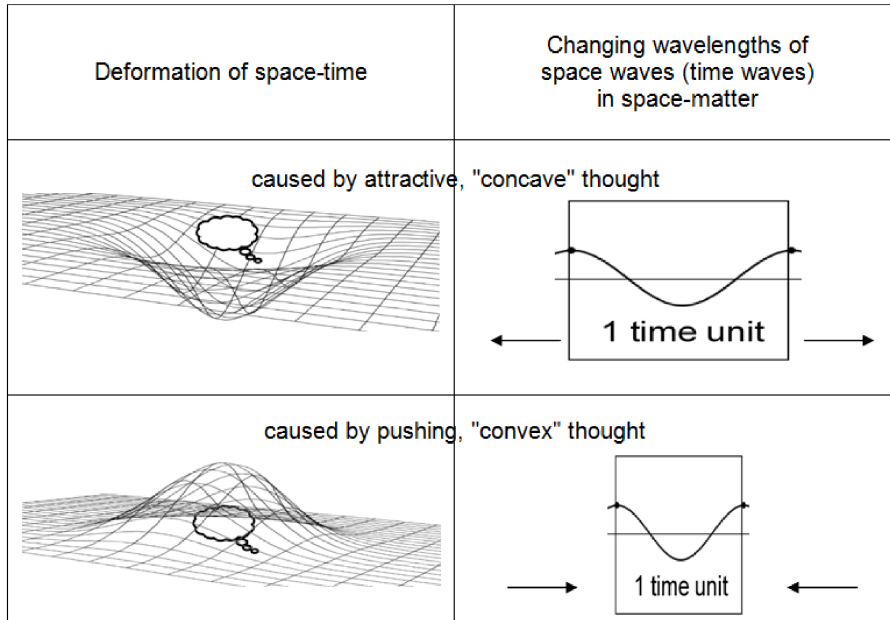 Deformation of space-time
Changing wavelengths of
space waves (time waves)
in space-matter
caused by attractive, "concave" thought
1 time unit
caused by pushing, "convex" thought
1 time unit